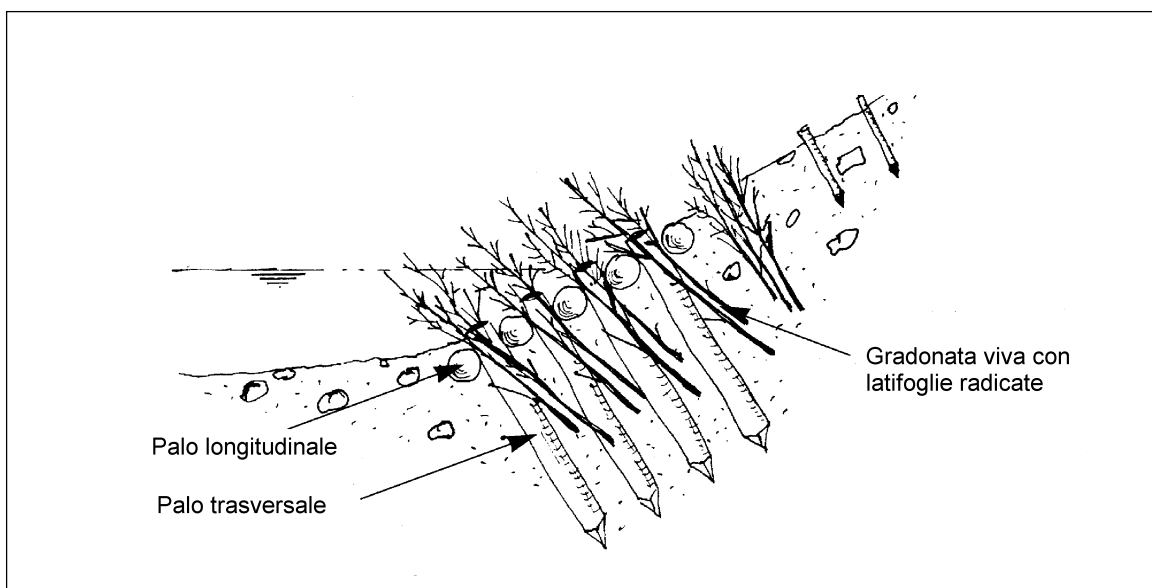 Gradonata viva con
latifoglie radicate
Palo longitudinale
Palo trasversale